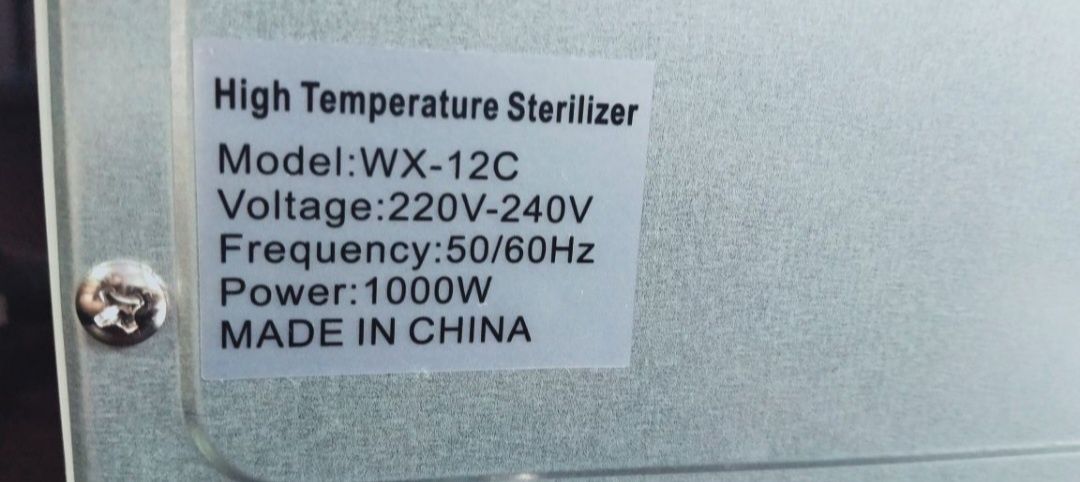 High Temperature Sterilizer
Model:WX-12C
Voltage:220V-240V
Frequency:50/60Hz
Power:1000W
MADE IN CHINA